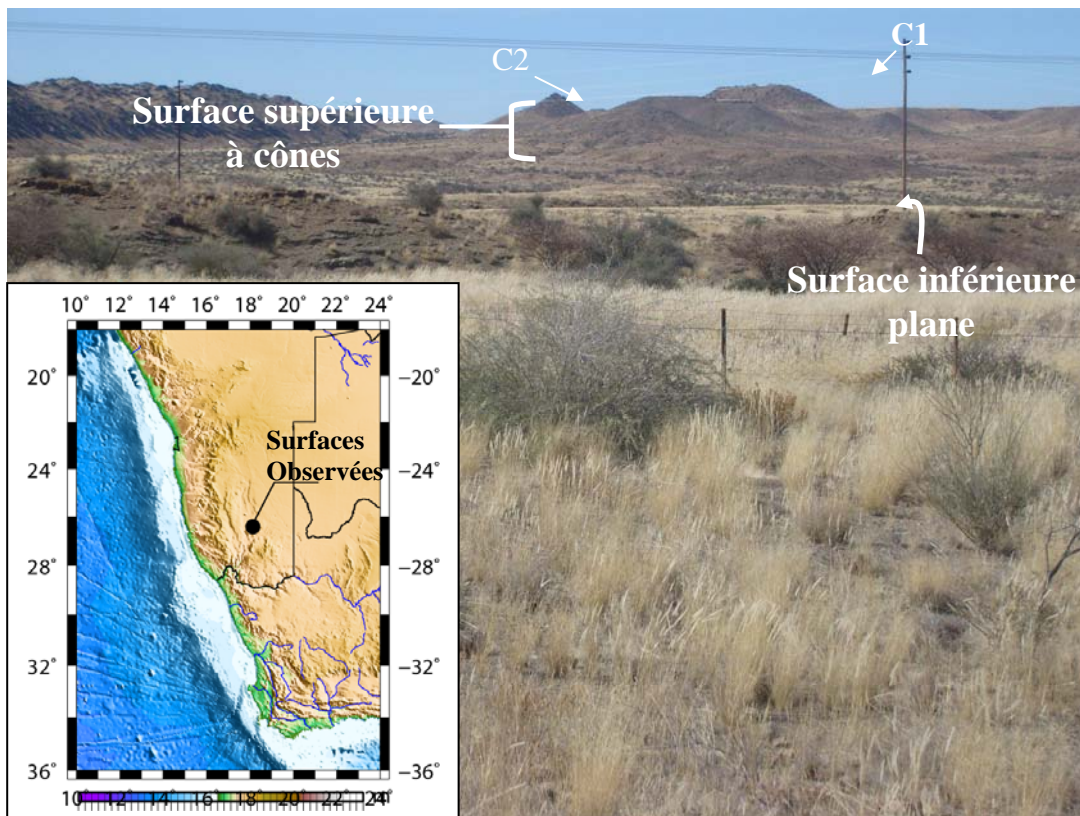 C1
C2
Surface supérieure
à cônes
Surface inférieure
plane
10° 12° 14° 16° 18° 20° 22° 24°
20° −20°
Surfaces
Observées
24° −24°
28° −28°
32° −32°
36° −36°
10° 12 14 16 18 20 22 24